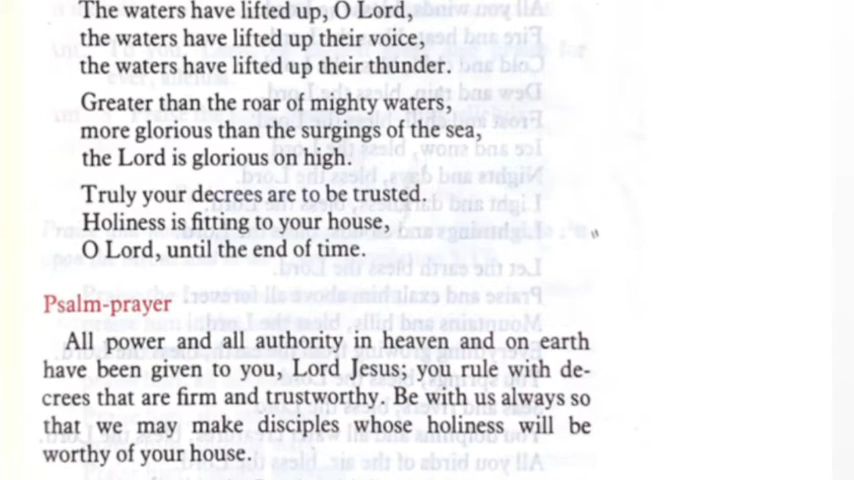 The waters have lifted up, O Lord,
the waters have lifted up their voice,
the waters have lifted up their thunder.
Greater than the roar of mighty waters,
more glorious than the surgings of the sea,
the Lord is glorious on high.
Truly your decrees are to be trusted.
Holiness is fitting to your house,
O Lord, until the end of time.
Psalm-prayer
All power and all authority in heaven and on earth
have been given to you, Lord Jesus; you rule with de-
crees that are firm and trustworthy. Be with us always so
that we may make disciples whose holiness will be
worthy of your house.